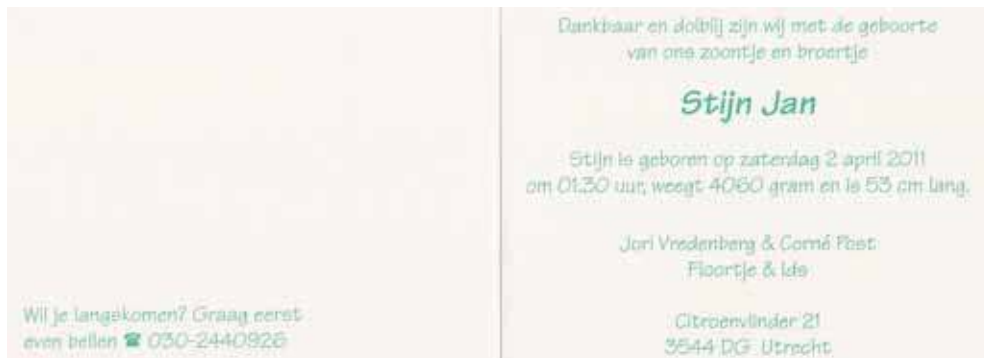 Wil je langskomen? Graag eerst
even bellen ☎ 030-2440926
Dankbaar en dolblij zijn wij met de geboorte
van ons zoontje en broertje
Stijn Jan
Stijn is geboren op zaterdag 2 april 2011
om 01.30 uur, weegt 4060 gram en is 53 cm lang.
Jori Vredenberg & Corné Post
Floortje & Ids
Citroenvlinder 21
3544 DG Utrecht